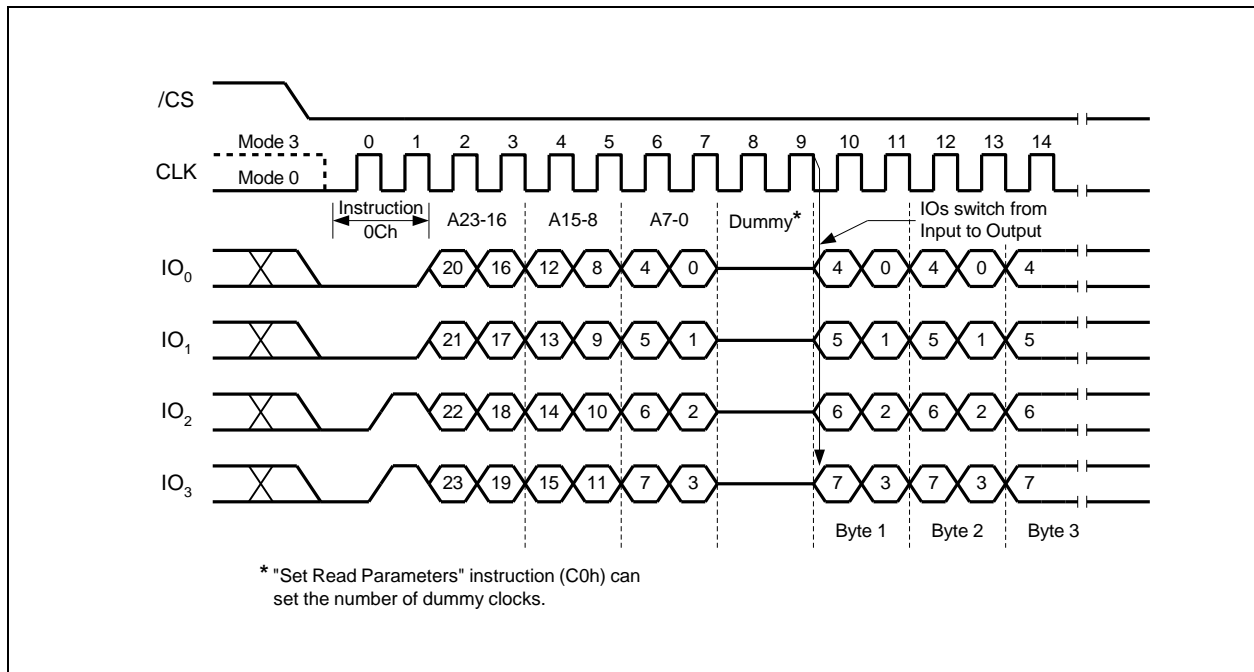 /CS
Mode 3 0 1 2 3 4 5 6 7 8 9 10 11 12 13 14
CLK
Mode 0
Instruction
0Ch
A23-16 A15-8 A7-0 Dummy*
IOs switch from
Input to Output
IO0 20 16 12 8 4 0 4 0 4 0 4
IO1 21 17 13 9 5 1 5 1 5 1 5
IO2 22 18 14 10 6 2 6 2 6 2 6
IO3 23 19 15 11 7 3 7 3 7 3 7
Byte 1 Byte 2 Byte 3
* "Set Read Parameters" instruction (C0h) can
set the number of dummy clocks.